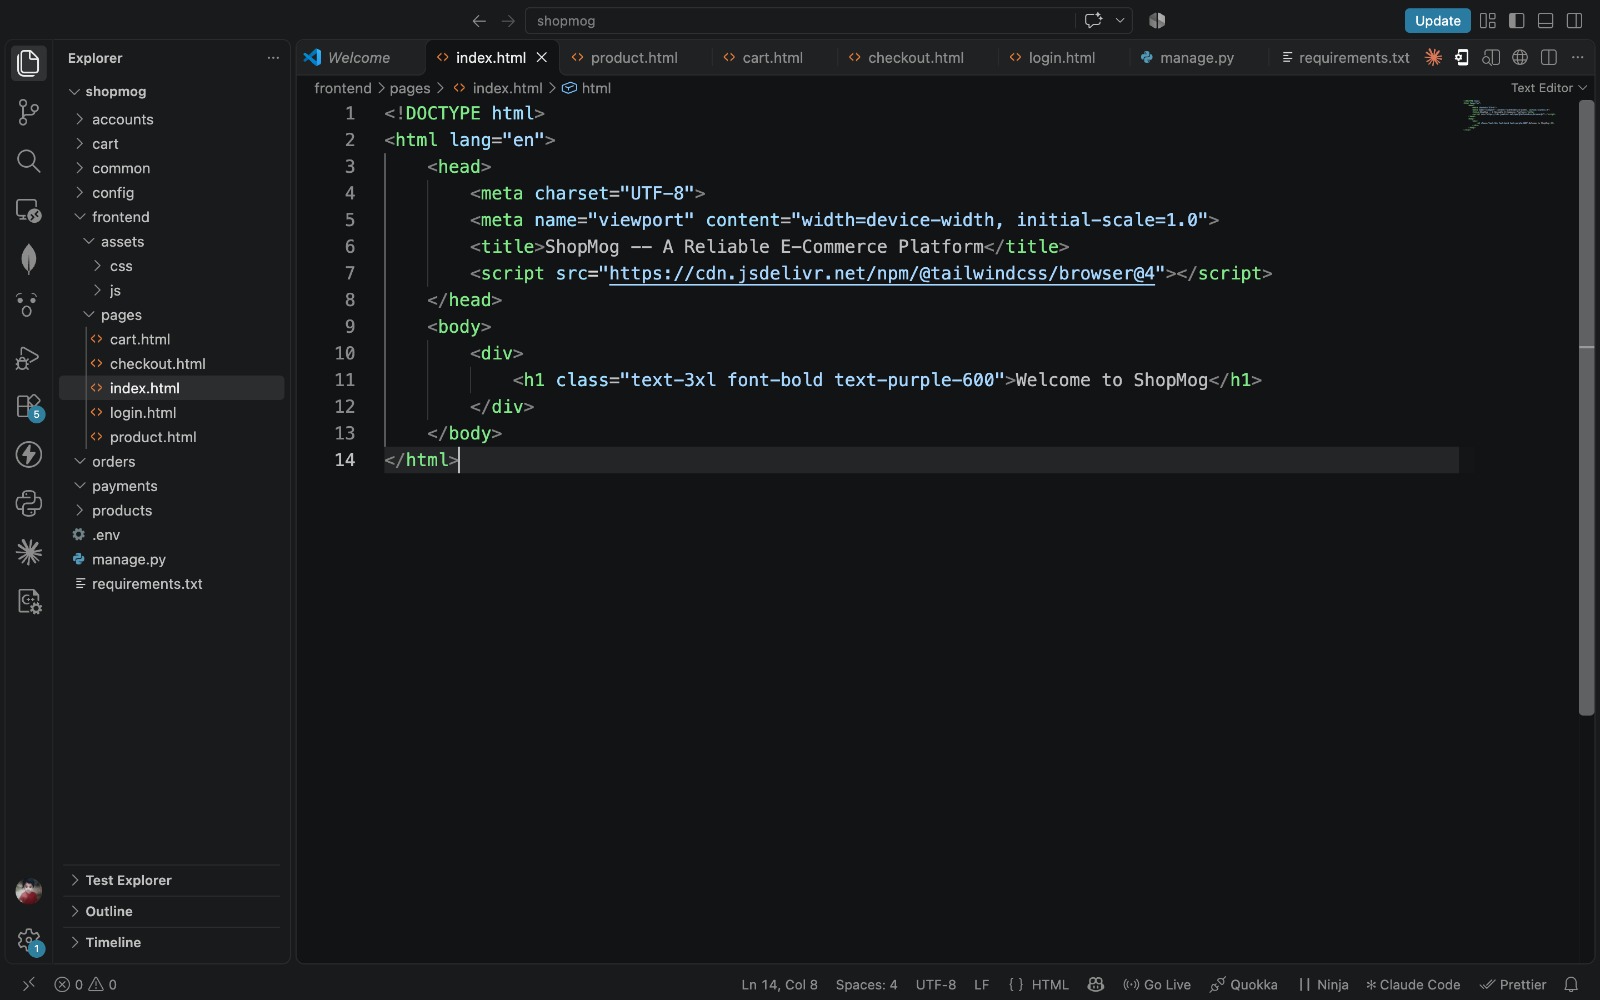 shopmog
Update
Explorer
Welcome
index.html
product.html
cart.html
checkout.html
login.html
manage.py
requirements.txt
frontend > pages > index.html > html
Text Editor
shopmog
accounts
cart
common
config
frontend
assets
css
js
pages
cart.html
checkout.html
index.html
login.html
product.html
orders
payments
products
.env
manage.py
requirements.txt
Test Explorer
Outline
Timeline
5
1
1 <!DOCTYPE html>
2 <html lang="en">
3 <head>
4 <meta charset="UTF-8">
5 <meta name="viewport" content="width=device-width, initial-scale=1.0">
6 <title>ShopMog -- A Reliable E-Commerce Platform</title>
7 <script src="https://cdn.jsdelivr.net/npm/@tailwindcss/browser@4"></script>
8 </head>
9 <body>
10 <div>
11 <h1 class="text-3xl font-bold text-purple-600">Welcome to ShopMog</h1>
12 </div>
13 </body>
14 </html>
0 0
Ln 14, Col 8 Spaces: 4 UTF-8 LF {} HTML Go Live Quokka Ninja Claude Code Prettier